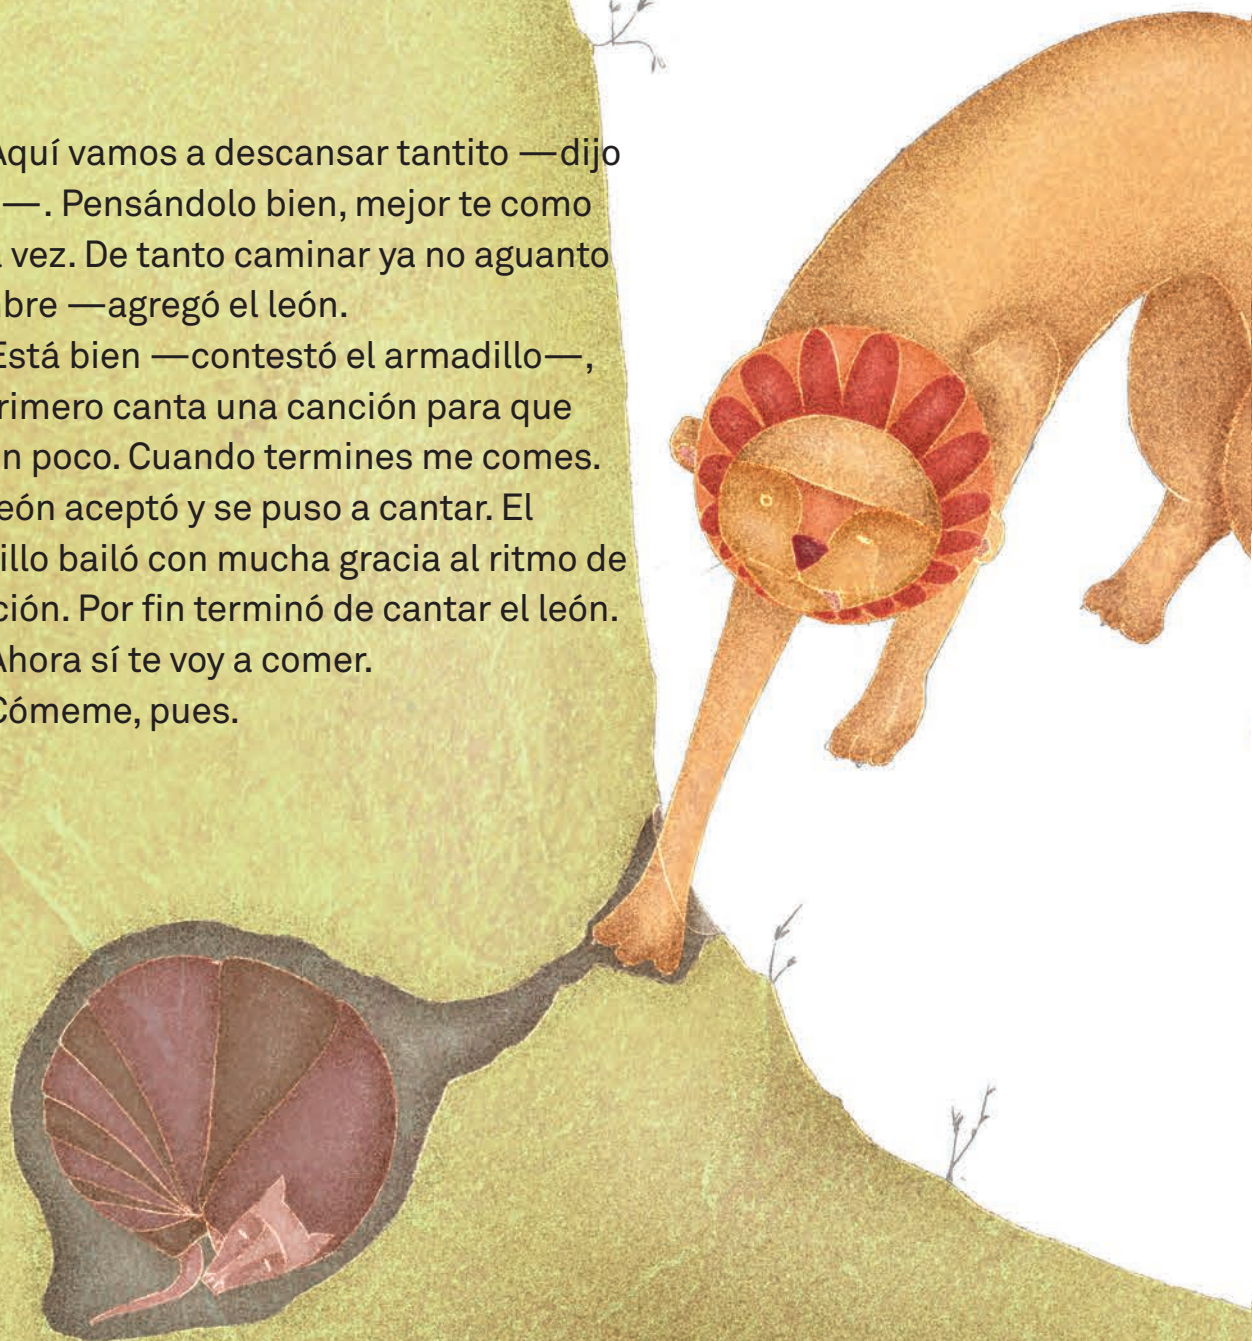 Aquí vamos a descansar tantito —dijo
—. Pensándolo bien, mejor te como
vez. De tanto caminar ya no aguanto
bre —agregó el león.
Está bien —contestó el armadillo—,
rimero canta una canción para que
n poco. Cuando termines me comes.
eón aceptó y se puso a cantar. El
illo bailó con mucha gracia al ritmo de
ción. Por fin terminó de cantar el león.
Ahora sí te voy a comer.
Cómeme, pues.